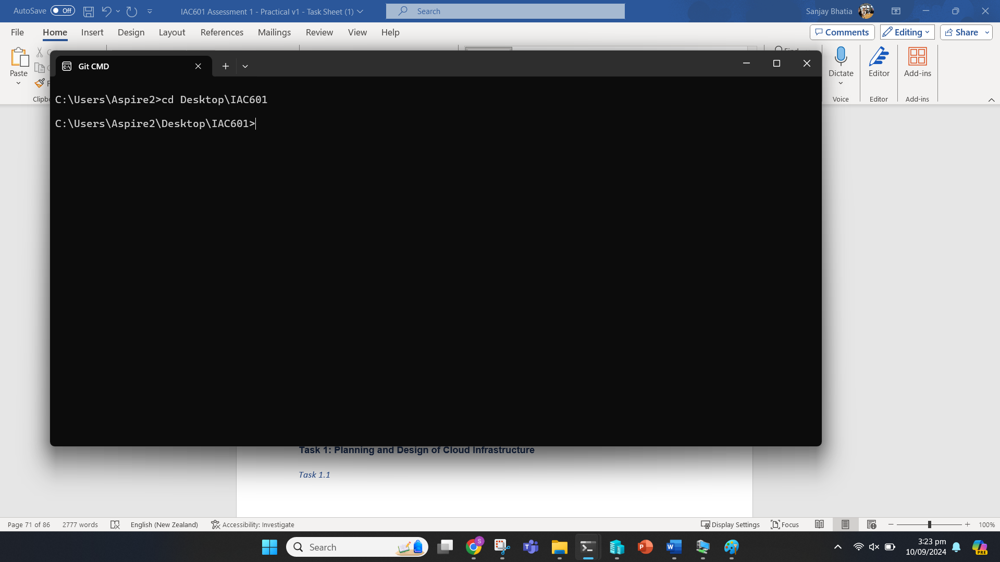 AutoSave Off
IAC601 Assessment 1 - Practical v1 - Task Sheet (1)
Search
Sanjay Bhatia
File Home Insert Design Layout References Mailings Review View Help
Comments Editing Share
Paste
Clipb
Dictate
Editor
Add-ins
Voice
Editor
Add-ins
Git CMD
C:\Users\Aspire2>cd Desktop\IAC601
C:\Users\Aspire2\Desktop\IAC601>
Task 1: Planning and Design of Cloud Infrastructure
Task 1.1
Page 71 of 86 2777 words English (New Zealand) Accessibility: Investigate Display Settings Focus 100%
Search
3:23 pm
10/09/2024